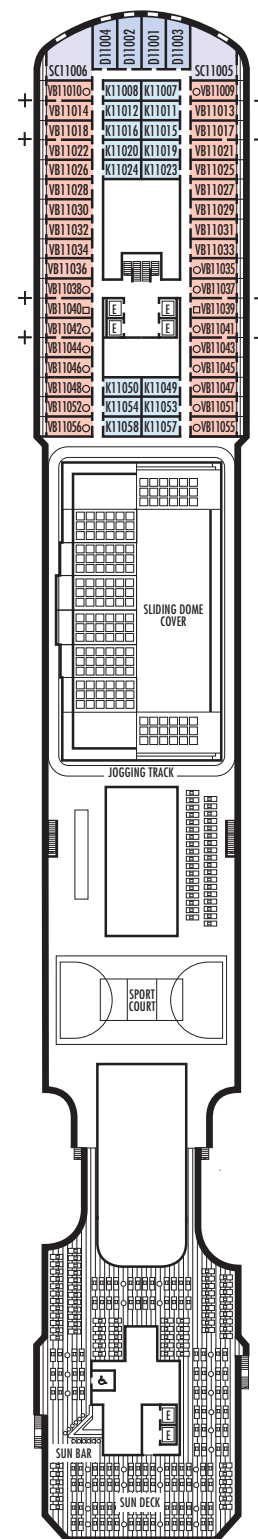 D11004 D11002 D11001 D11003
SC11006 SC11005
VB11010 K11008 K11007 VB11009
VB11014 K11012 K11011 VB11013
VB11018 K11016 K11015 VB11017
VB11022 K11020 K11019 VB11021
VB11026 K11024 K11023 VB11025
VB11028 VB11027
VB11030 VB11029
VB11032 VB11031
VB11034 VB11033
VB11036 VB11035
VB11038 VB11037
VB11040 E E VB11039
VB11042 E E VB11041
VB11044 VB11043
VB11046 VB11045
VB11048 K11050 K11049 VB11047
VB11052 K11054 K11053 VB11051
VB11056 K11058 K11057 VB11055
SLIDING DOME
COVER
JOGGING TRACK
SPORT
COURT
E
E
SUN BAR
SUN DECK